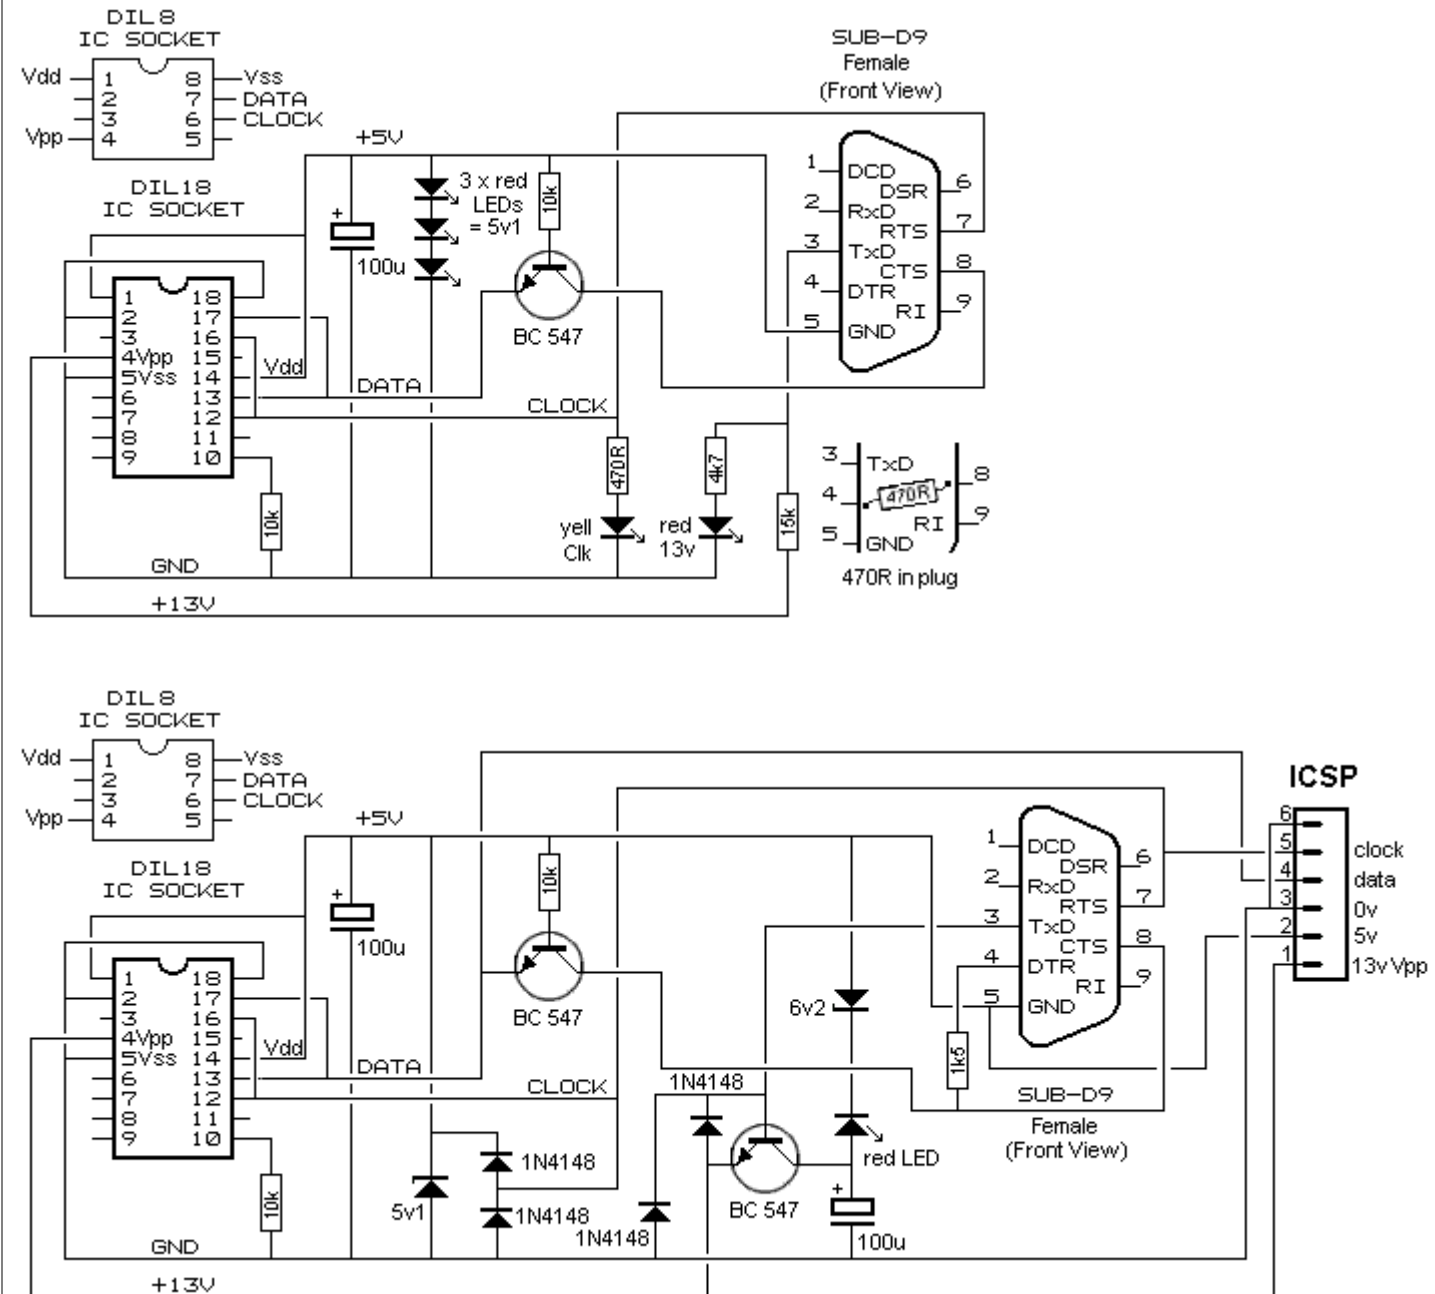 DIL8
IC SOCKET
Vdd 1 8 Vss
2 7 DATA
3 6 CLOCK
Vpp 4 5
DIL18
IC SOCKET
1 18
2 17
3 16
4Vpp 15
5Vss 14 Vdd
6 13 DATA
7 12 CLOCK
8 11
9 10
+5V
+
100u
3 x red
LEDs
= 5v1
10k
BC 547
SUB-D9
Female
(Front View)
1 DCD
DSR 6
2 RxD
RTS 7
3 TxD
CTS 8
4 DTR
RI 9
5 GND
470R
4k7
15k
10k
yell
Clk
red
13v
3 TxD
8
4 470R
RI 9
5 GND
470R in plug
GND
+13V
DIL8
IC SOCKET
Vdd 1 8 Vss
2 7 DATA
3 6 CLOCK
Vpp 4 5
DIL18
IC SOCKET
1 18
2 17
3 16
4Vpp 15
5Vss 14 Vdd
6 13 DATA
7 12 CLOCK
8 11
9 10
+5V
+
100u
10k
BC 547
6v2
1 DCD
DSR 6
2 RxD
RTS 7
3 TxD
CTS 8
4 DTR
RI 9
5 GND
1k5
SUB-D9
Female
(Front View)
ICSP
6
5 clock
4 data
3 0v
2 5v
1 13v Vpp
1N4148
red LED
BC 547
+
100u
1N4148
1N4148
1N4148
5v1
10k
GND
+13V